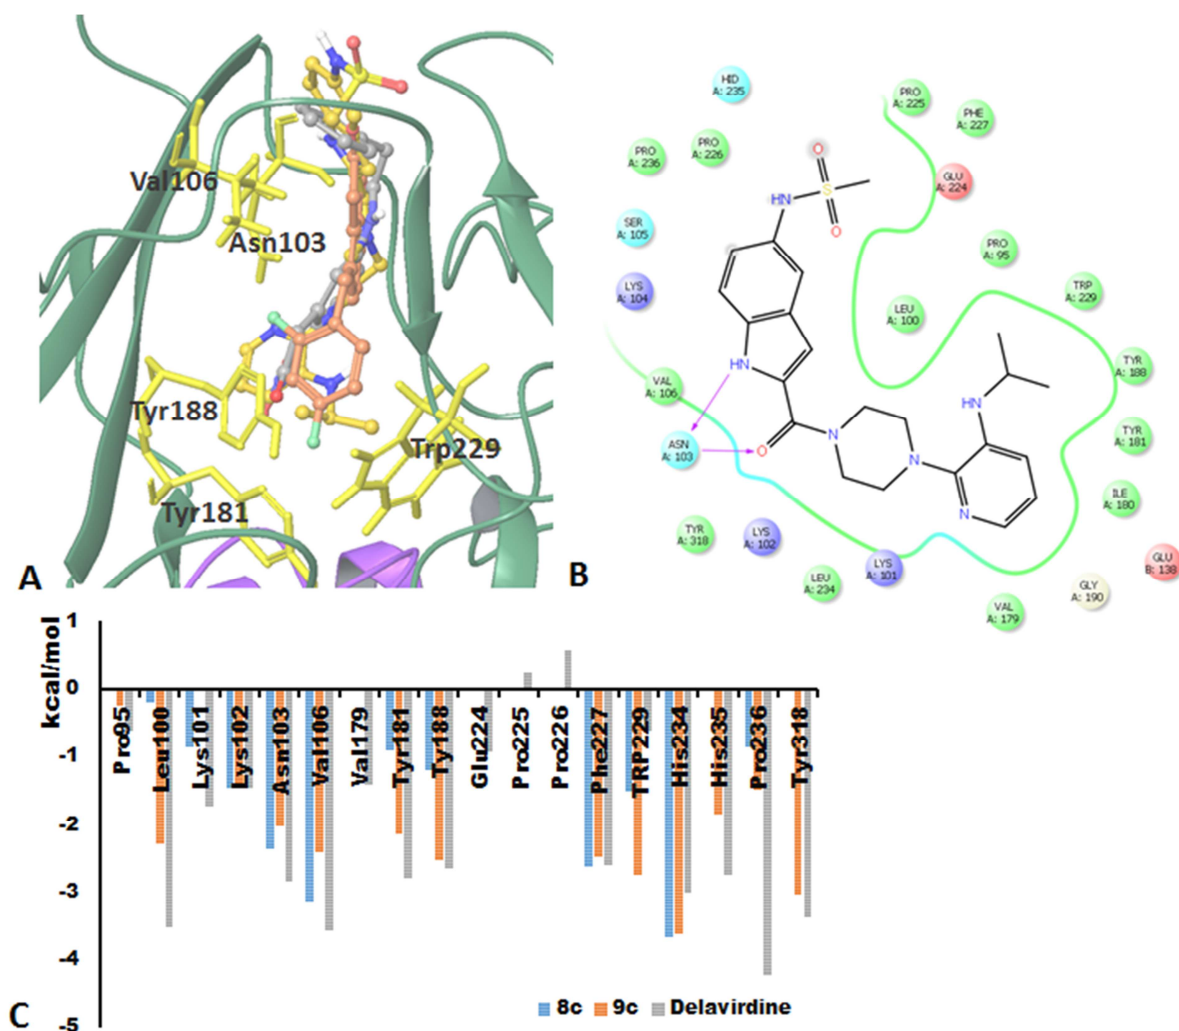 Val106
Asn103
Tyr188
Trp229
Tyr181
A
HID
A: 235
PRO
A: 225
PHE
A: 227
PRO
A: 236
PRO
A: 226
GLU
A: 224
SER
A: 105
LYS
A: 104
PRO
A: 95
TRP
A: 229
LEU
A: 100
VAL
A: 106
TYR
A: 188
ASN
A: 103
TYR
A: 181
ILE
A: 180
TYR
A: 318
LYS
A: 102
LYS
A: 101
LEU
A: 234
GLU
B: 138
GLY
A: 190
VAL
A: 179
O
HN
S
O
HN
O
N
N
HN
N
B
kcal/mol
1
0
-1
-2
-3
-4
-5
Pro95
Leu100
Lys101
Lys102
Asn103
Val106
Val179
Tyr181
Ty188
Glu224
Pro225
Pro226
Phe227
TRP229
His234
His235
Pro236
Tyr318
C
8c 9c Delavirdine